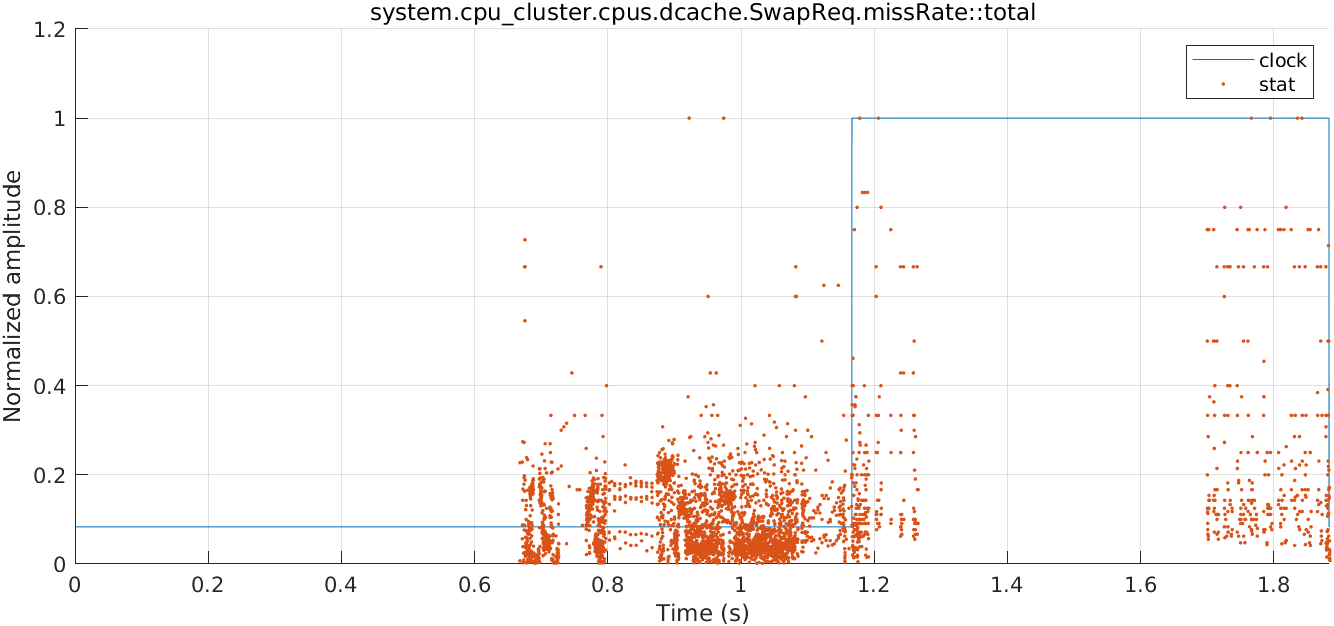 system.cpu_cluster.cpus.dcache.SwapReq.missRate::total
1.2
1
0.8
0.6
0.4
0.2
0
Normalized amplitude
clock
stat
0 0.2 0.4 0.6 0.8 1 1.2 1.4 1.6 1.8
Time (s)